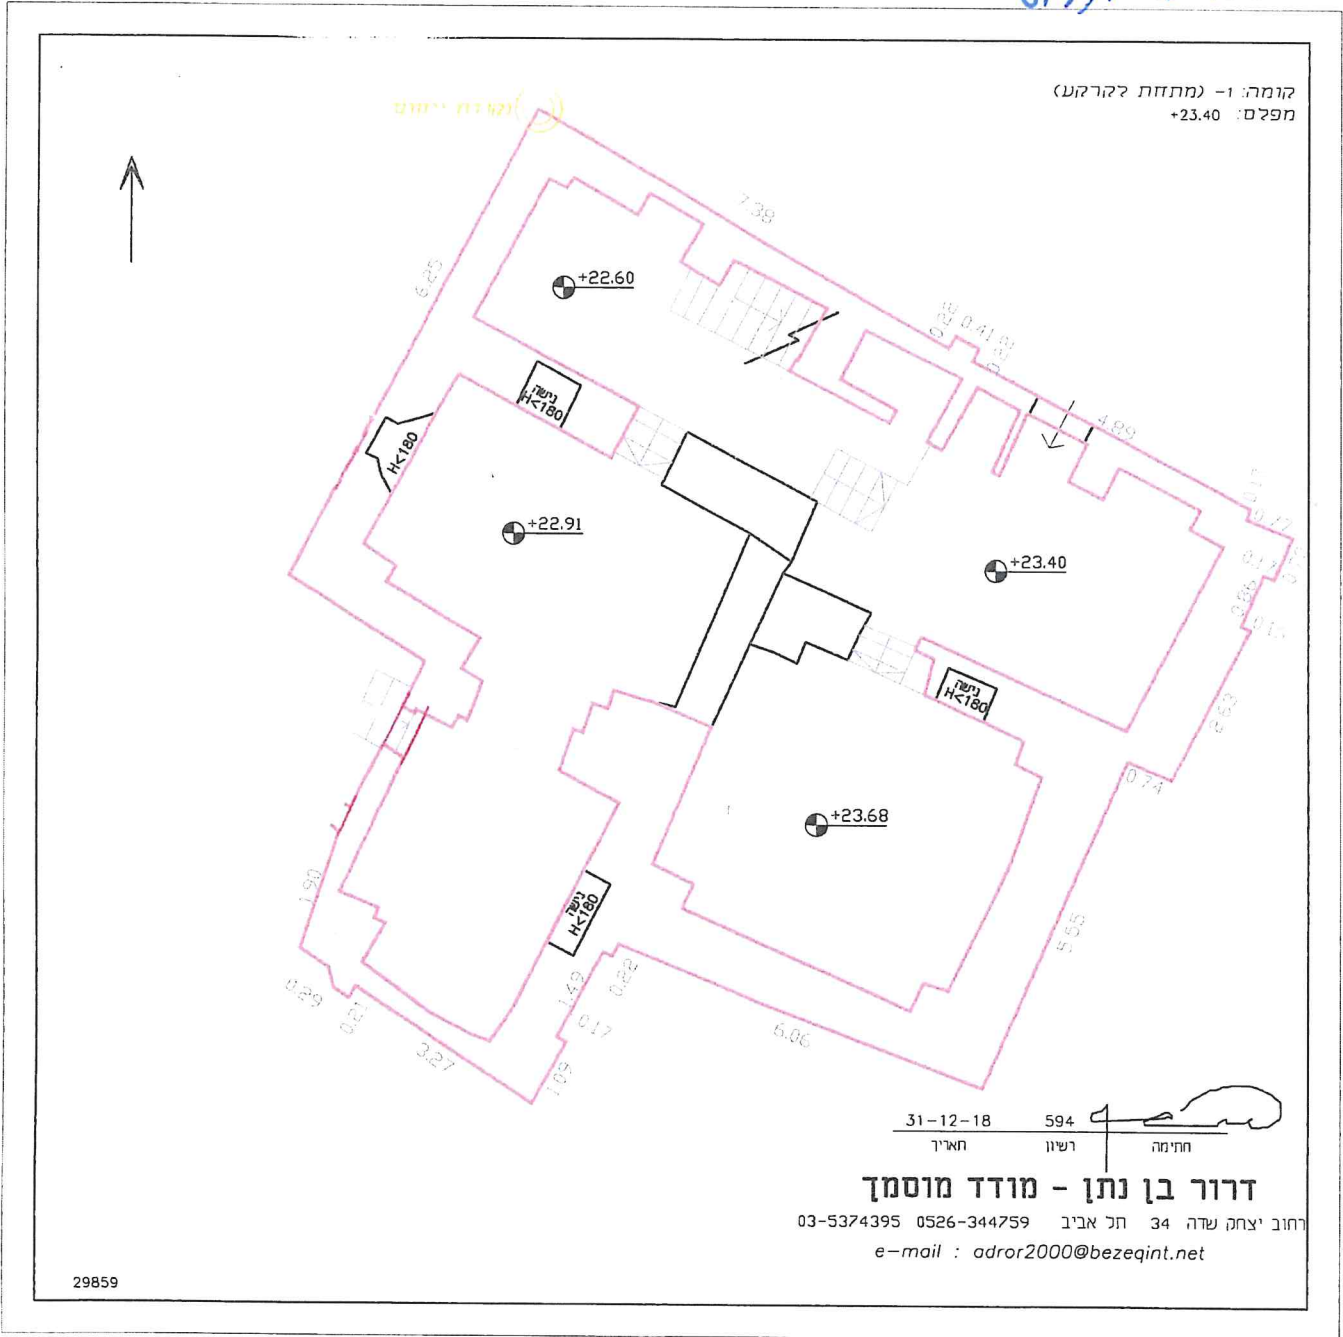 קומה: 1- (מתחת לקרקע)
מפלס: +23.40
7.38
+22.60
6.25
0.41
4.89
נישה
H<180
H<180
+22.91
+23.40
0.17
0.74
8.63
נישה
H<180
+23.68
1.90
נישה
H<180
5.55
0.29
0.21
3.27
1.49
0.22
0.17
1.09
6.06
31-12-18 594
תאריך רשיון חתימה
דרור בן נתן - מודד מוסמך
רחוב יצחק שדה 34 תל אביב 0526-344759 03-5374395
e-mail : adror2000@bezeqint.net
29859